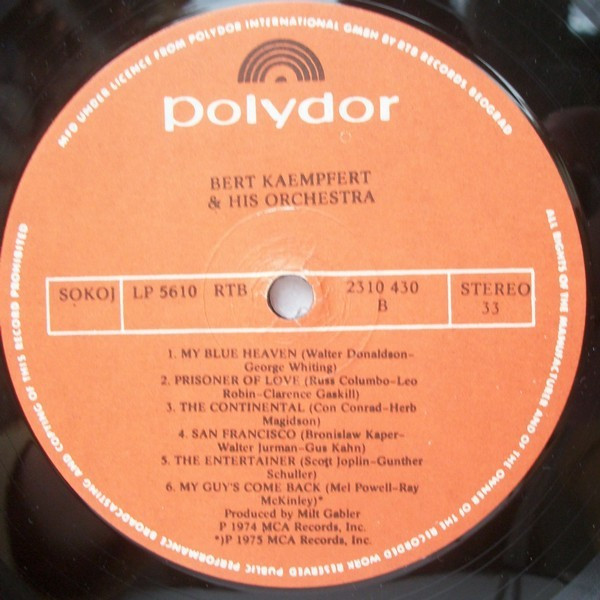 MFD UNDER LICENCE FROM POLYDOR INTERNATIONAL GMBH BY RTB RECORDS, BEOGRAD
polydor
BERT KAEMPFERT
& HIS ORCHESTRA
SOKOJ LP 5610 RTB 2310 430 STEREO
B 33
1. MY BLUE HEAVEN (Walter Donaldson-
George Whiting)
2. PRISONER OF LOVE (Russ Columbo-Leo
Robin-Clarence Gaskill)
3. THE CONTINENTAL (Con Conrad-Herb
Magidson)
4. SAN FRANCISCO (Bronislaw Kaper-
Walter Jurman-Gus Kahn)
5. THE ENTERTAINER (Scott Joplin-Gunther
Schuller)
6. MY GUY'S COME BACK (Mel Powell-Ray
McKinley)*
Produced by Milt Gabler
P 1974 MCA Records, Inc.
*)P 1975 MCA Records, Inc.
ALL RIGHTS OF THE MANUFACTURER AND OF THE OWNER OF THE RECORDED WORK RESERVED PUBLIC PERFORMANCE BROADCASTING AND COPYING OF THIS RECORD PROHIBITED